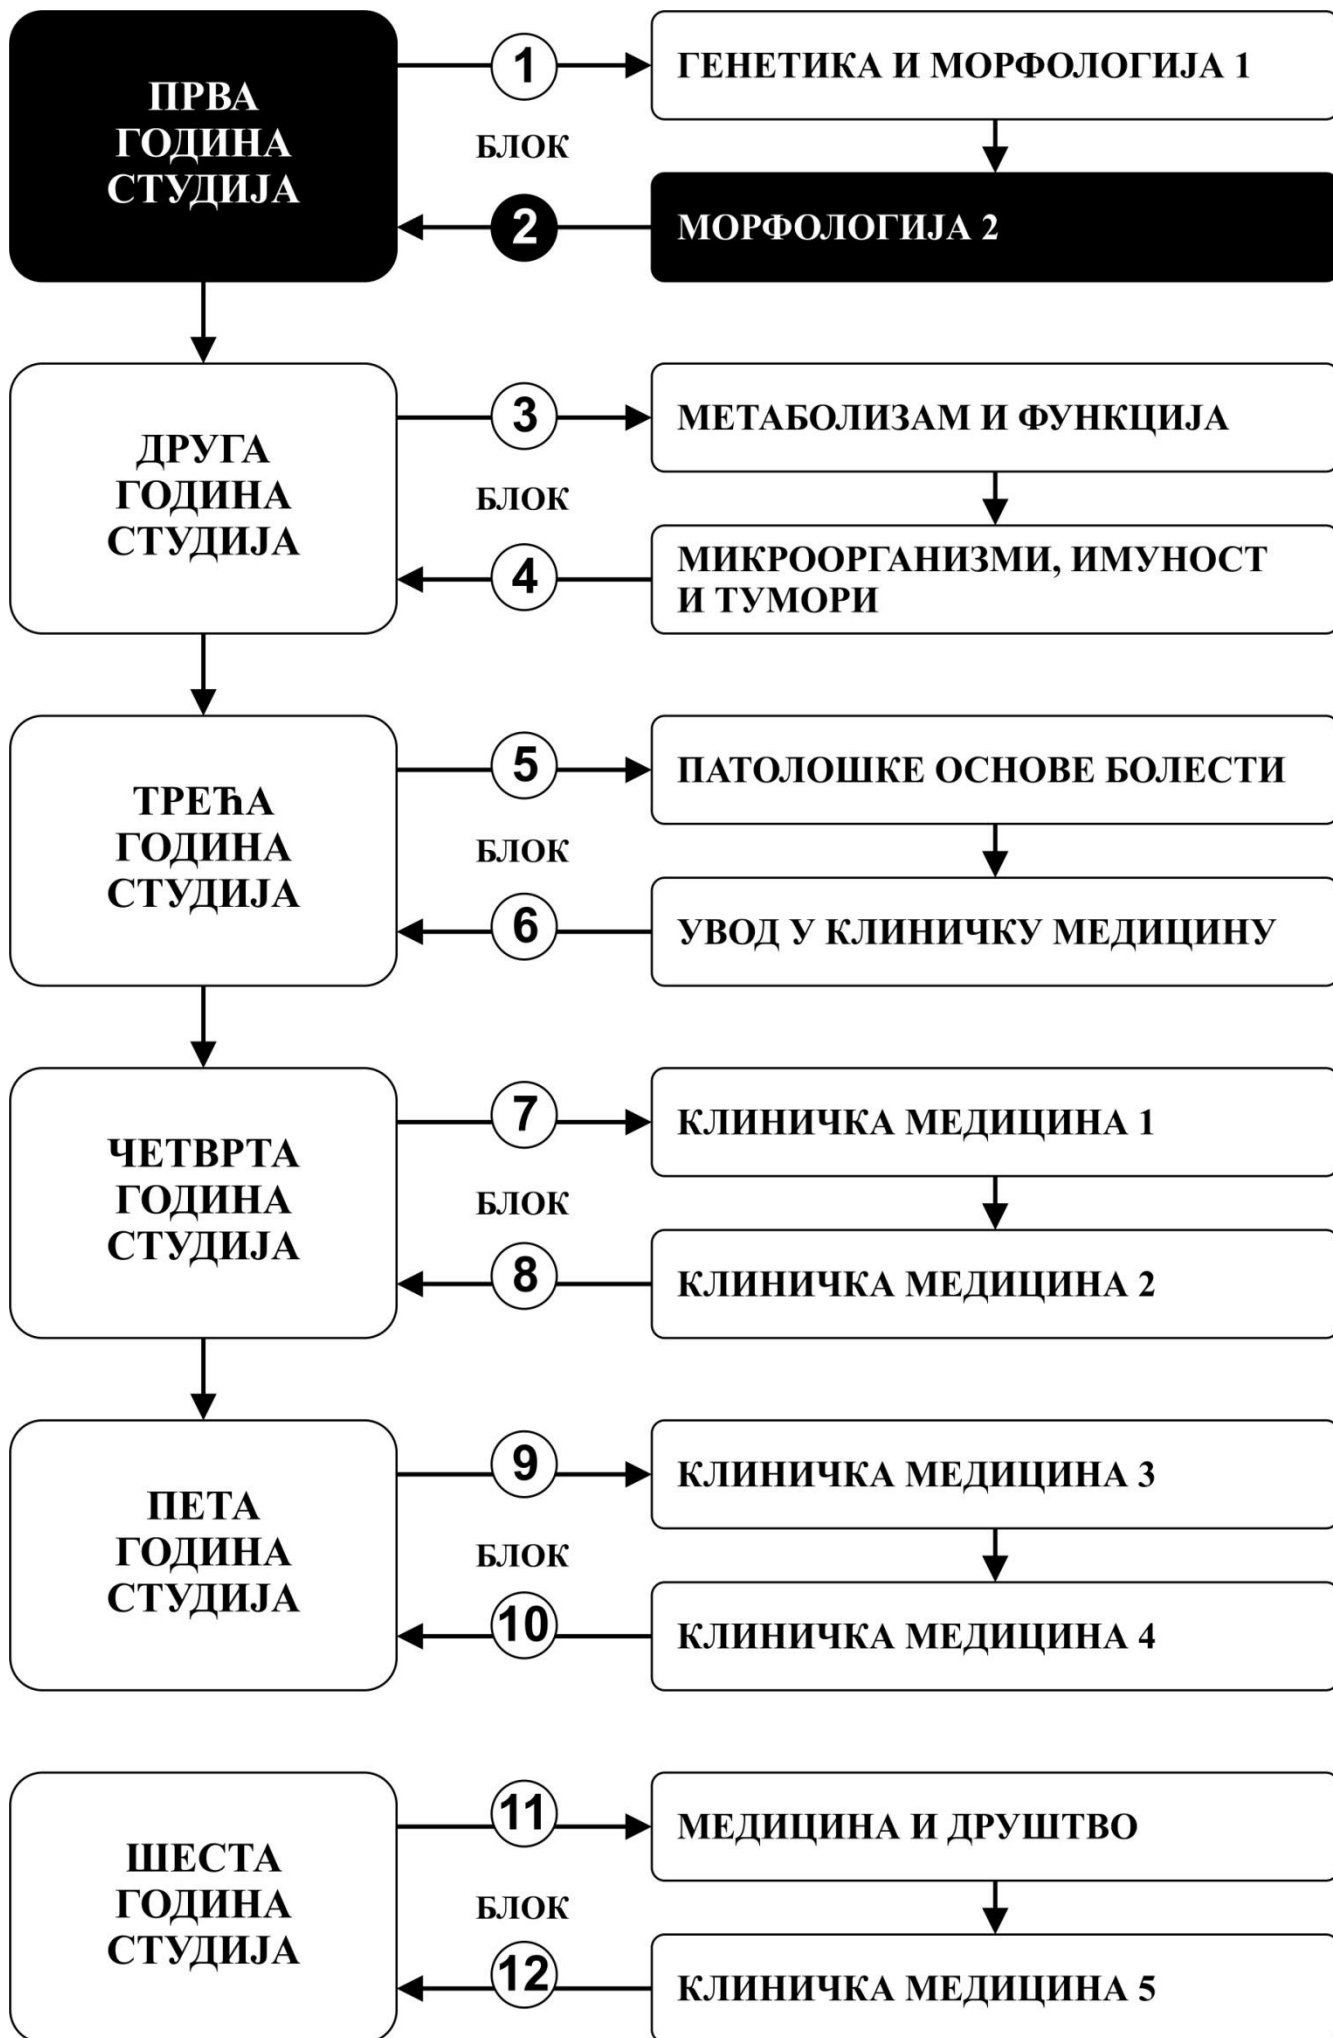 ПРВА
ГОДИНА
СТУДИЈА
1
БЛОК
2
ГЕНЕТИКА И МОРФОЛОГИЈА 1
МОРФОЛОГИЈА 2
ДРУГА
ГОДИНА
СТУДИЈА
3
БЛОК
4
МЕТАБОЛИЗАМ И ФУНКЦИЈА
МИКРООРГАНИЗМИ, ИМУНОСТ
И ТУМОРИ
ТРЕЋА
ГОДИНА
СТУДИЈА
5
БЛОК
6
ПАТОЛОШКЕ ОСНОВЕ БОЛЕСТИ
УВОД У КЛИНИЧКУ МЕДИЦИНУ
ЧЕТВРТА
ГОДИНА
СТУДИЈА
7
БЛОК
8
КЛИНИЧКА МЕДИЦИНА 1
КЛИНИЧКА МЕДИЦИНА 2
ПЕТА
ГОДИНА
СТУДИЈА
9
БЛОК
10
КЛИНИЧКА МЕДИЦИНА 3
КЛИНИЧКА МЕДИЦИНА 4
ШЕСТА
ГОДИНА
СТУДИЈА
11
БЛОК
12
МЕДИЦИНА И ДРУШТВО
КЛИНИЧКА МЕДИЦИНА 5